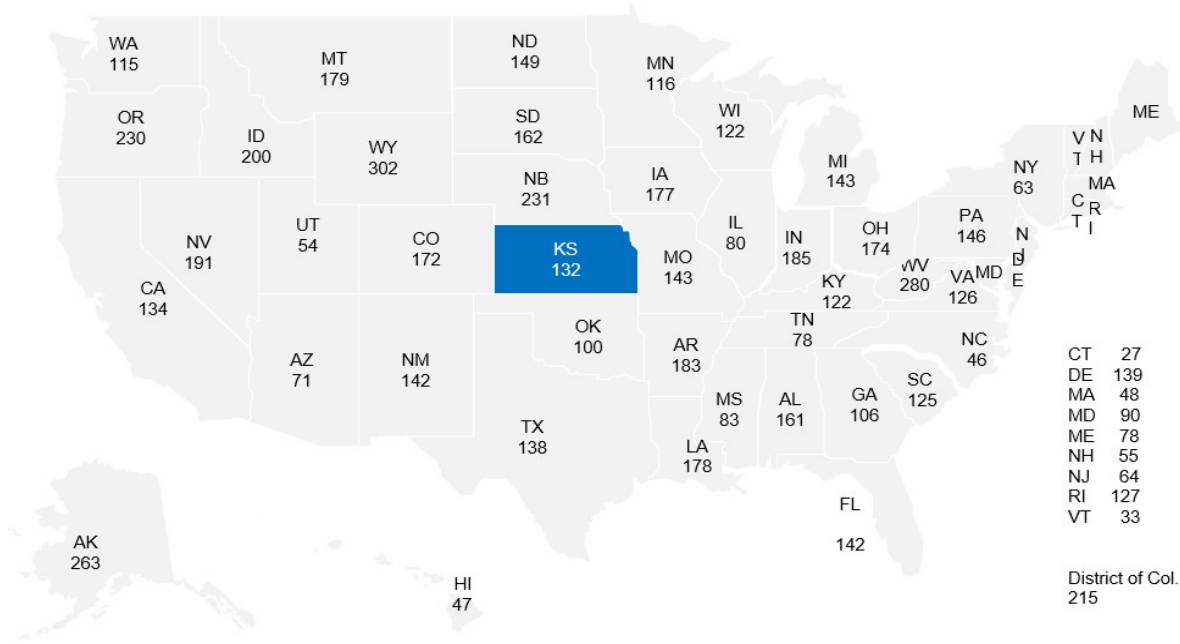 WA
115
MT
179
ND
149
MN
116
OR
230
ID
200
WY
302
SD
162
WI
122
MI
143
ME
V
T
N
H
NY
63
MA
C
T
R
I
NB
231
IA
177
NV
191
UT
54
CO
172
KS
132
MO
143
IL
80
IN
185
OH
174
PA
146
N
J
D
E
WV
280
VA
126
MD
CA
134
KY
122
TN
78
NC
46
AZ
71
NM
142
OK
100
AR
183
MS
83
AL
161
GA
106
SC
125
TX
138
LA
178
FL
142
AK
263
HI
47
CT 27
DE 139
MA 48
MD 90
ME 78
NH 55
NJ 64
RI 127
VT 33
District of Col.
215